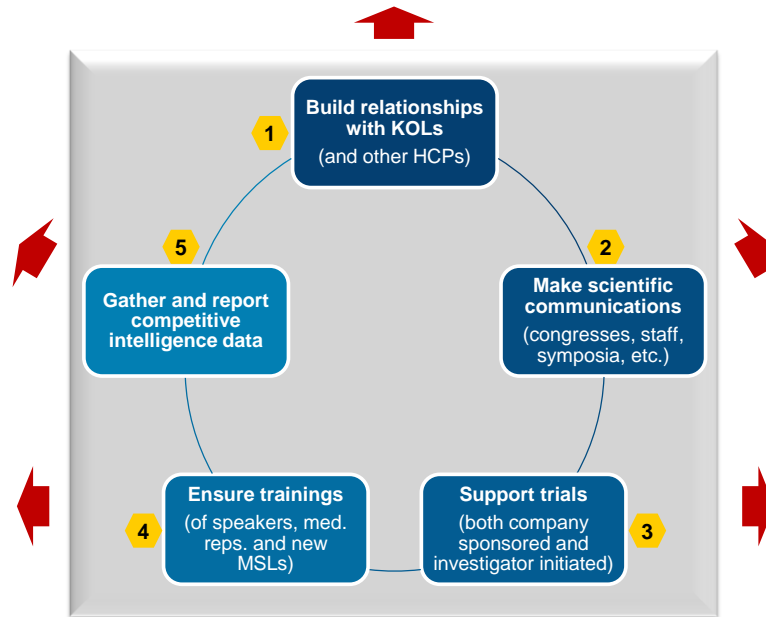 1
Build relationships
with KOLs
(and other HCPs)
2
Make scientific
communications
(congresses, staff,
symposia, etc.)
3
Support trials
(both company
sponsored and
investigator initiated)
4
Ensure trainings
(of speakers, med.
reps. and new
MSLs)
5
Gather and report
competitive
intelligence data